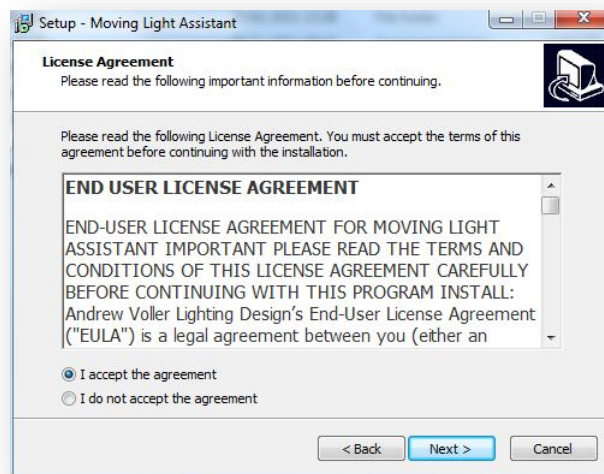 Setup - Moving Light Assistant
License Agreement
Please read the following important information before continuing.
Please read the following License Agreement. You must accept the terms of this
agreement before continuing with the installation.
END USER LICENSE AGREEMENT
END-USER LICENSE AGREEMENT FOR MOVING LIGHT
ASSISTANT IMPORTANT PLEASE READ THE TERMS AND
CONDITIONS OF THIS LICENSE AGREEMENT CAREFULLY
BEFORE CONTINUING WITH THIS PROGRAM INSTALL:
Andrew Voller Lighting Design's End-User License Agreement
("EULA") is a legal agreement between you (either an
I accept the agreement
I do not accept the agreement
< Back
Next >
Cancel